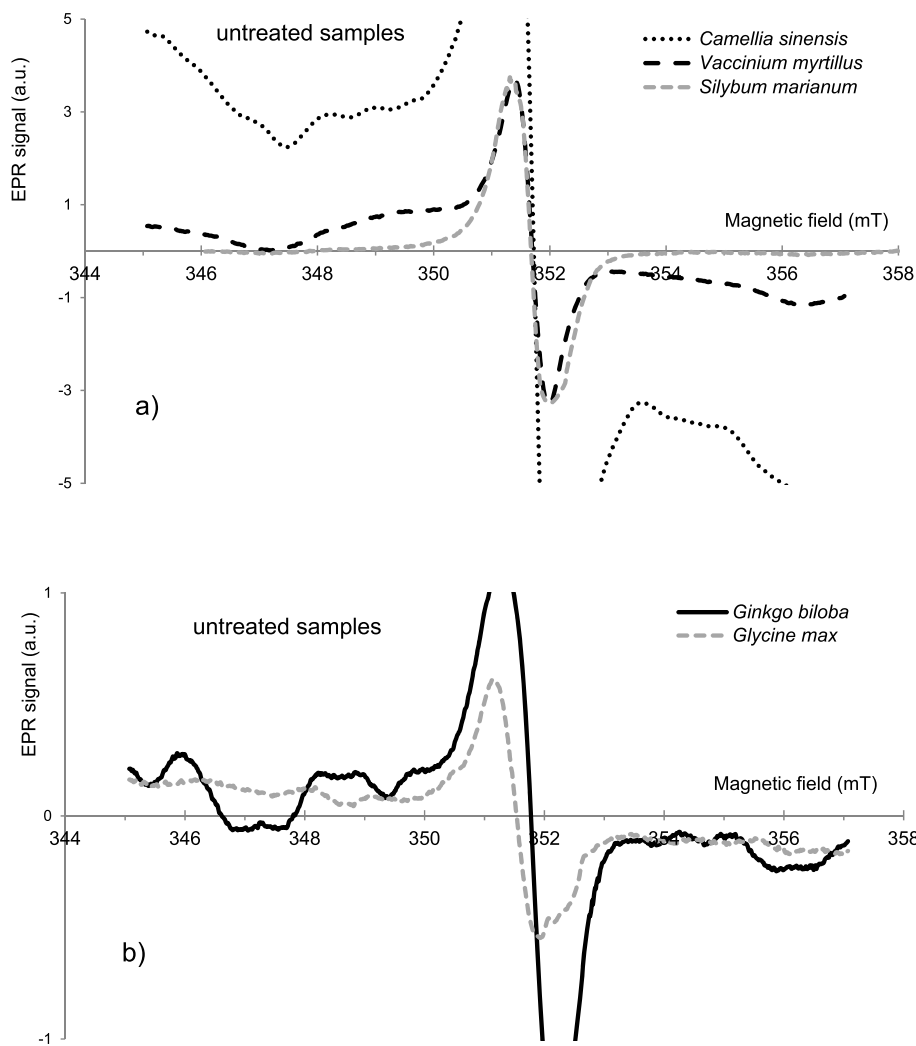 5
untreated samples
Camellia sinensis
Vaccinium myrtillus
Silybum marianum
EPR signal (a.u.)
3
1
Magnetic field (mT)
344 346 348 350 352 354 356 358
-1
-3
a)
-5
1
untreated samples
Ginkgo biloba
Glycine max
EPR signal (a.u.)
Magnetic field (mT)
0
344 346 348 350 352 354 356 358
b)
-1